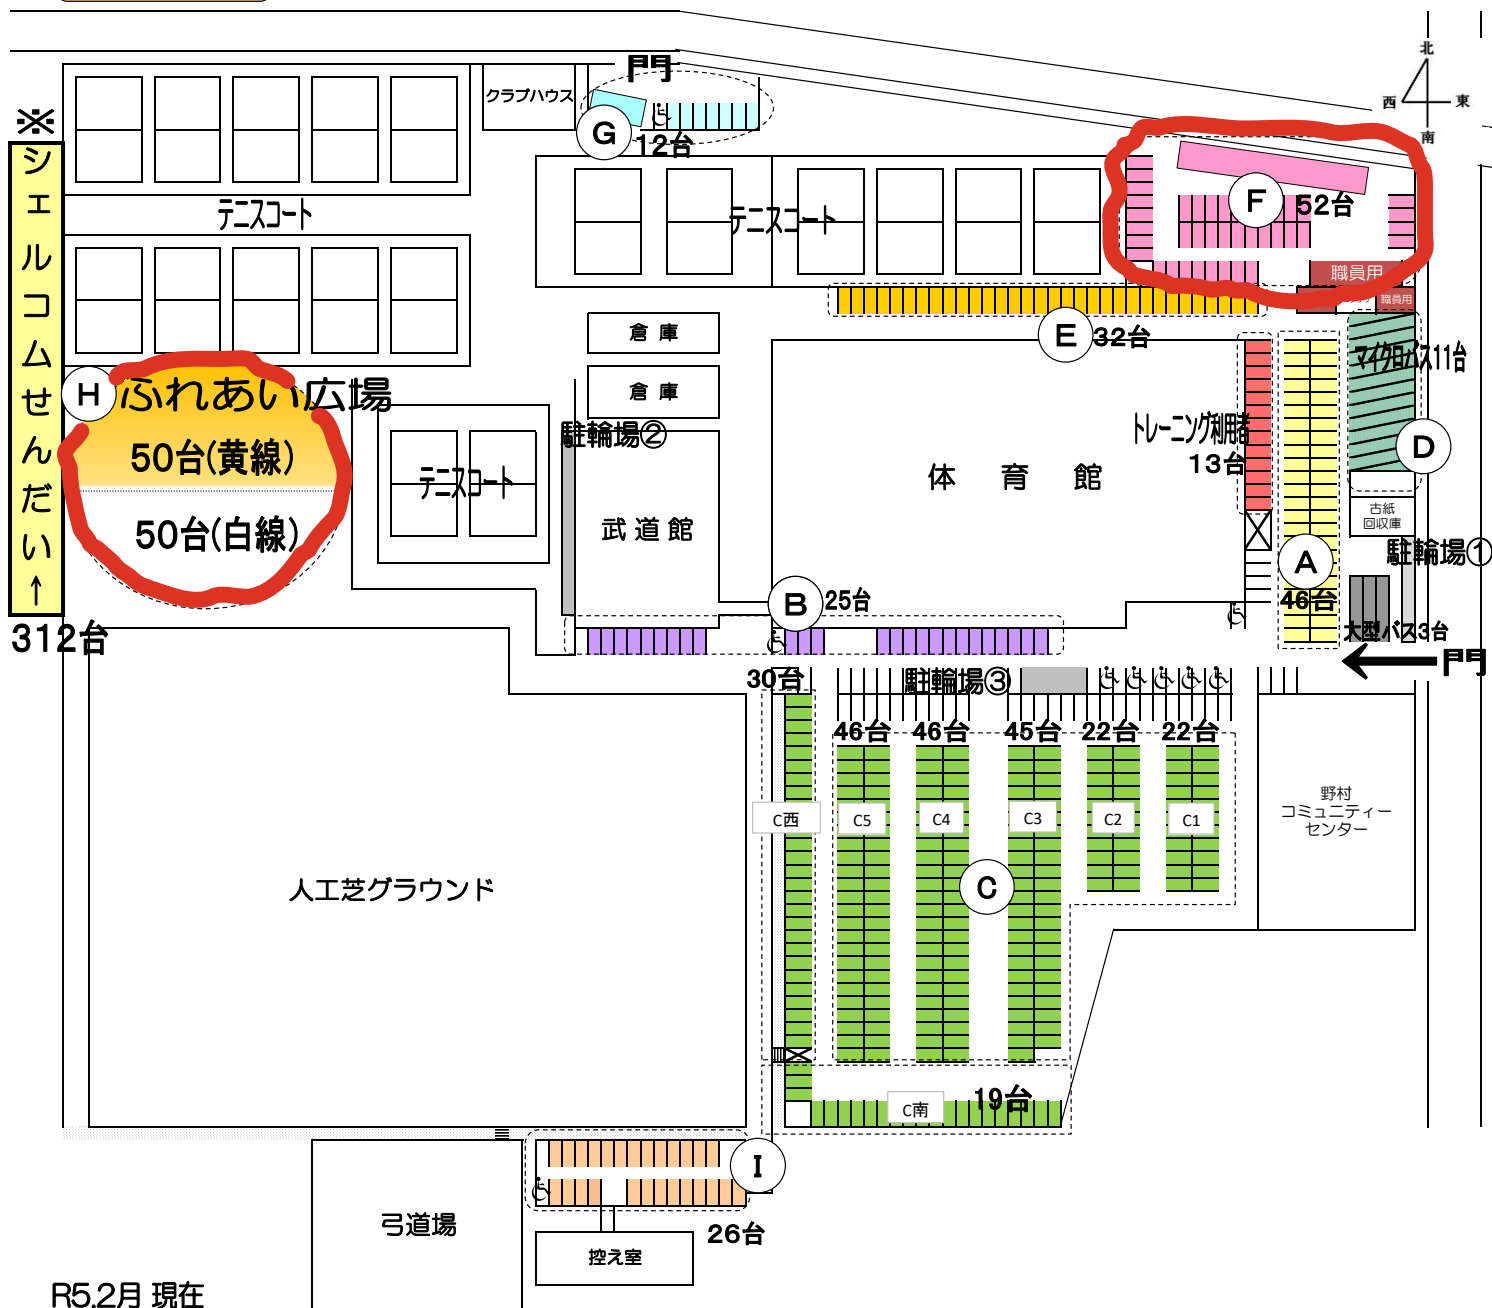 北
西
東
南
門
クラブハウス
G
12台
※
シェルコムせんだい
↑
312台
テニスコート
テニスコート
F
52台
職員用
職員用
E
32台
マイクロバス11台
倉庫
倉庫
H
ふれあい広場
50台(黄線)
50台(白線)
駐輪場②
テニスコート
武道館
体育館
トレーニング利用者
13台
D
古紙
回収庫
駐輪場①
A
46台
大型バス3台
←門
B
25台
30台
駐輪場③
46台
46台
45台
22台
22台
C西
C5
C4
C3
C2
C1
C
野村
コミュニティー
センター
人工芝グラウンド
C南
19台
I
26台
弓道場
控え室
R5.2月 現在